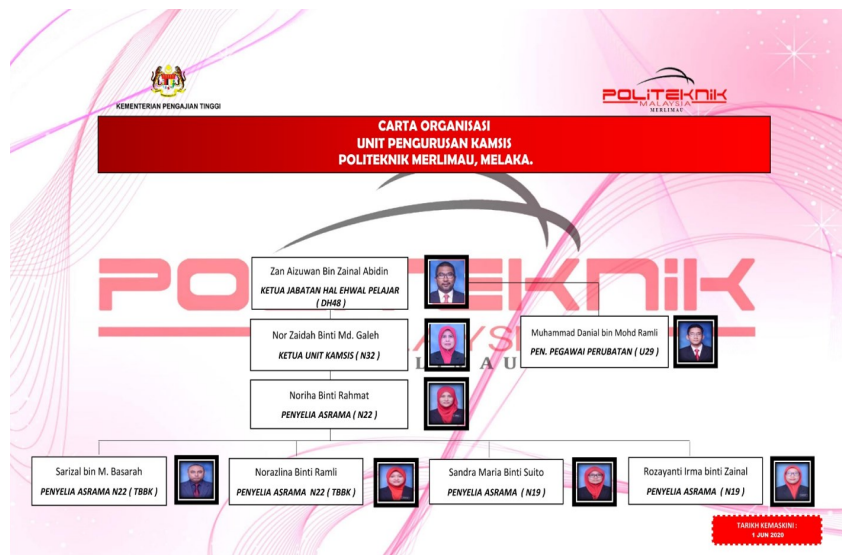 KEMENTERIAN PENGAJIAN TINGGI
POLITEKNIK
MALAYSIA
MERLIMAU
CARTA ORGANISASI
UNIT PENGURUSAN KAMSIS
POLITEKNIK MERLIMAU, MELAKA.
Zan Aizuwan Bin Zainal Abidin
KETUA JABATAN HAL EHWAL PELAJAR
( DH48 )
Nor Zaidah Binti Md. Galeh
KETUA UNIT KAMSIS ( N32 )
Muhammad Danial bin Mohd Ramli
PEN. PEGAWAI PERUBATAN ( U29 )
Noriha Binti Rahmat
PENYELIA ASRAMA ( N22 )
Sarizal bin M. Basarah
PENYELIA ASRAMA N22 ( TBBK )
Norazlina Binti Ramli
PENYELIA ASRAMA N22 ( TBBK )
Sandra Maria Binti Suito
PENYELIA ASRAMA ( N19 )
Rozayanti Irma binti Zainal
PENYELIA ASRAMA ( N19 )
TARIKH KEMASKINI :
1 JUN 2020